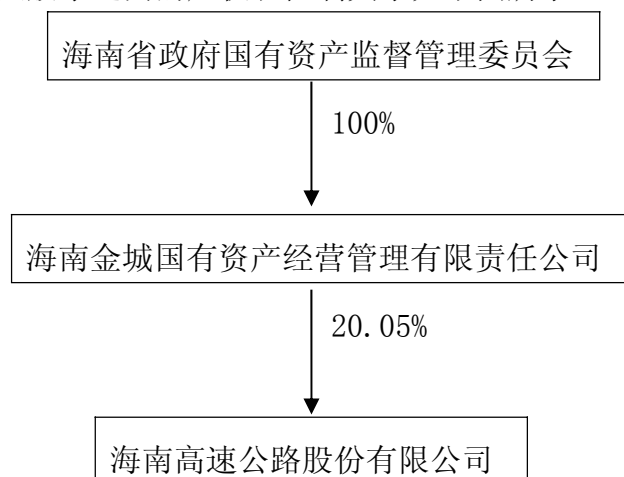 海南省政府国有资产监督管理委员会
100%
海南金城国有资产经营管理有限责任公司
20.05%
海南高速公路股份有限公司